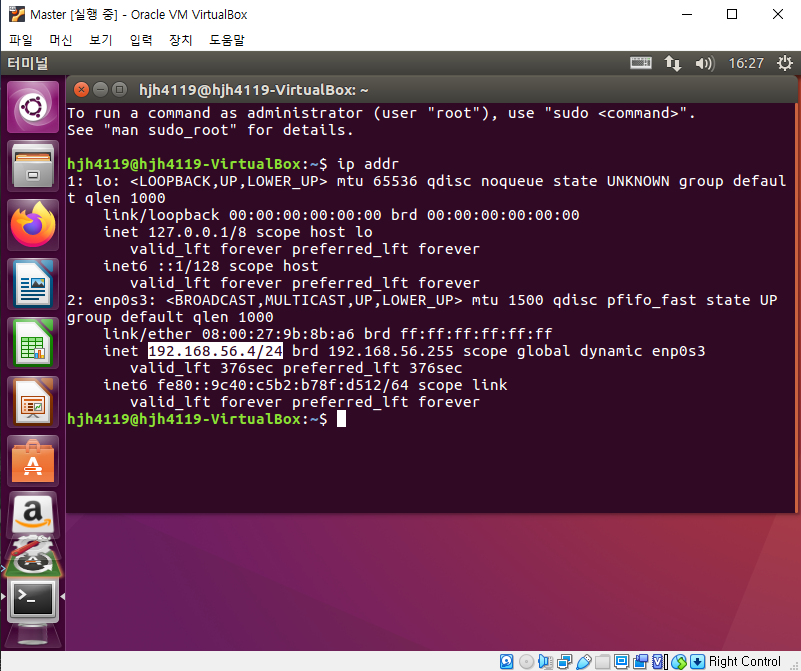 Master [실행 중] - Oracle VM VirtualBox
파일 머신 보기 입력 장치 도움말
터미널 16:27
hjh4119@hjh4119-VirtualBox: ~
To run a command as administrator (user "root"), use "sudo <command>".
See "man sudo_root" for details.
hjh4119@hjh4119-VirtualBox:~$ ip addr
1: lo: <LOOPBACK,UP,LOWER_UP> mtu 65536 qdisc noqueue state UNKNOWN group defaul
t qlen 1000
link/loopback 00:00:00:00:00:00 brd 00:00:00:00:00:00
inet 127.0.0.1/8 scope host lo
valid_lft forever preferred_lft forever
inet6 ::1/128 scope host
valid_lft forever preferred_lft forever
2: enp0s3: <BROADCAST,MULTICAST,UP,LOWER_UP> mtu 1500 qdisc pfifo_fast state UP
group default qlen 1000
link/ether 08:00:27:9b:8b:a6 brd ff:ff:ff:ff:ff:ff
inet 192.168.56.4/24 brd 192.168.56.255 scope global dynamic enp0s3
valid_lft 376sec preferred_lft 376sec
inet6 fe80::9c40:c5b2:b78f:d512/64 scope link
valid_lft forever preferred_lft forever
hjh4119@hjh4119-VirtualBox:~$
a
>_
Right Control